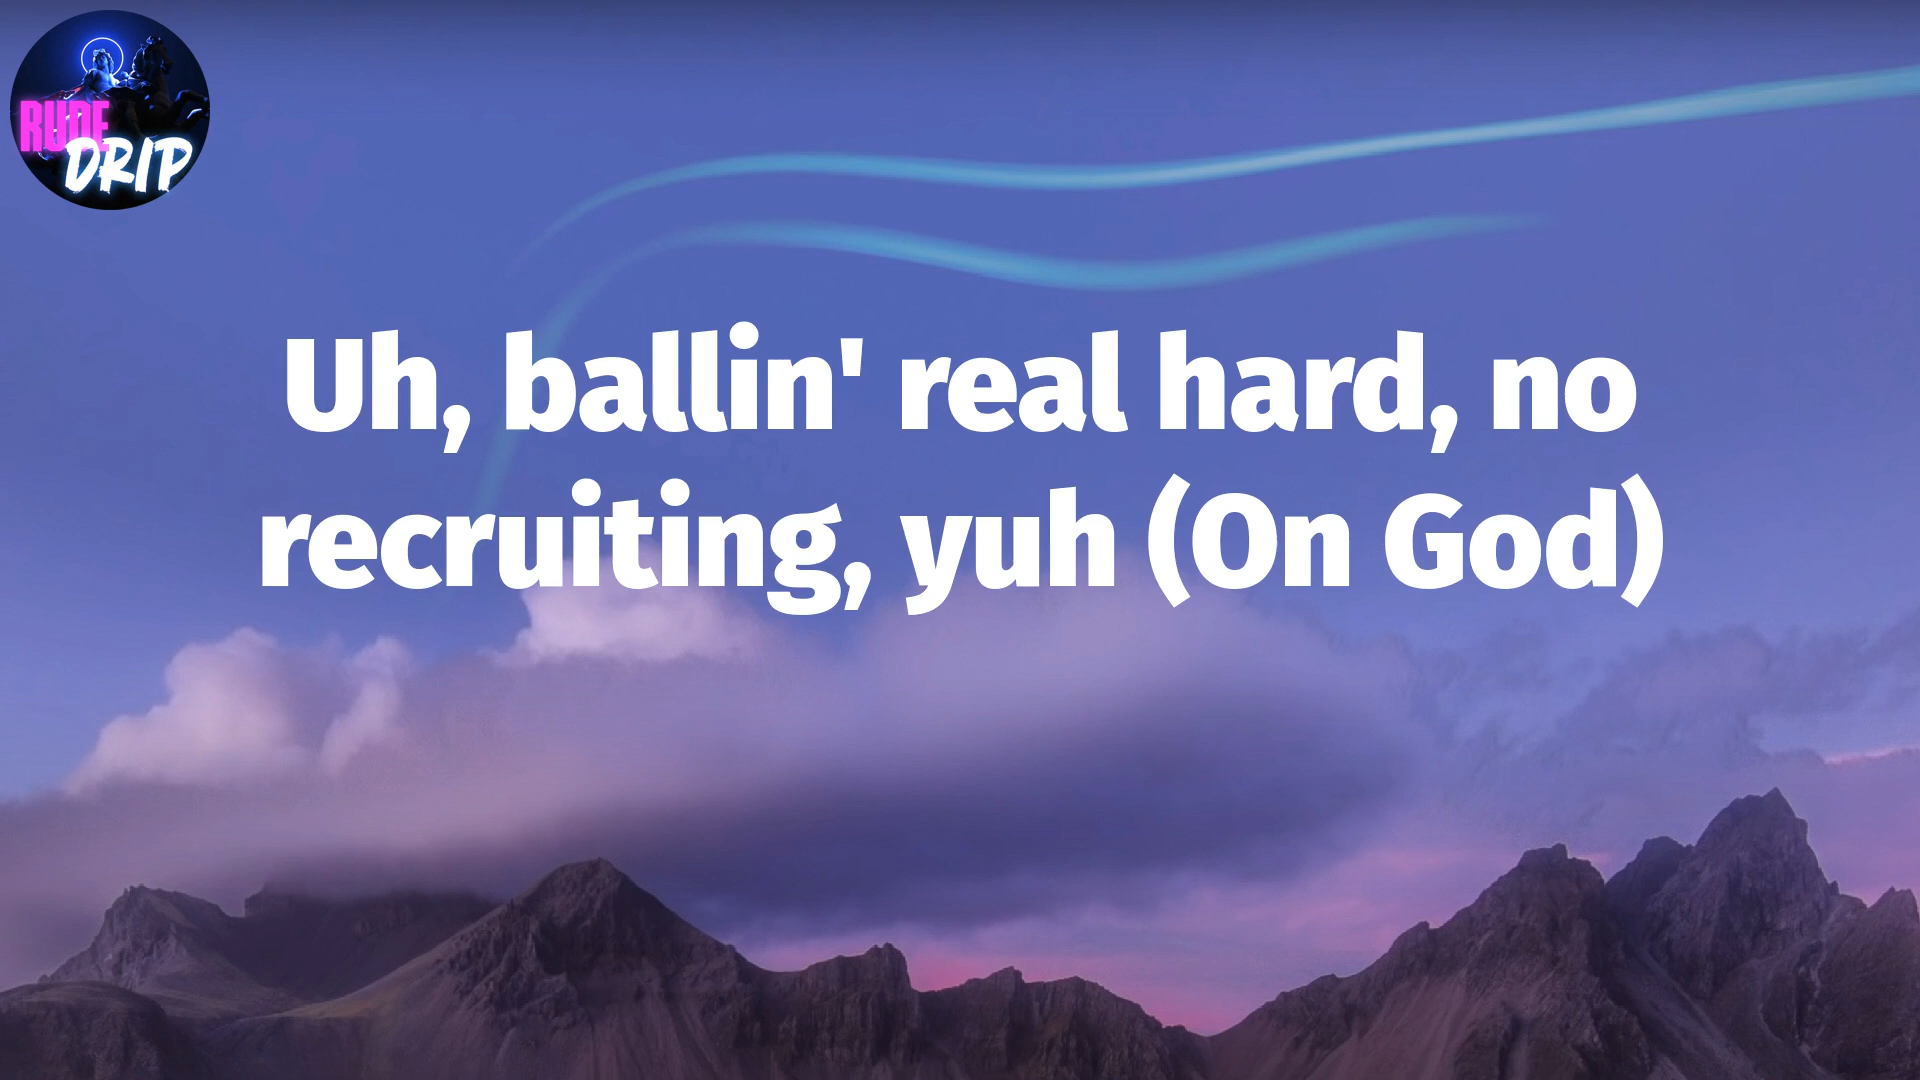 RUDE
DRIP
Uh, ballin' real hard, no
recruiting, yuh (On God)